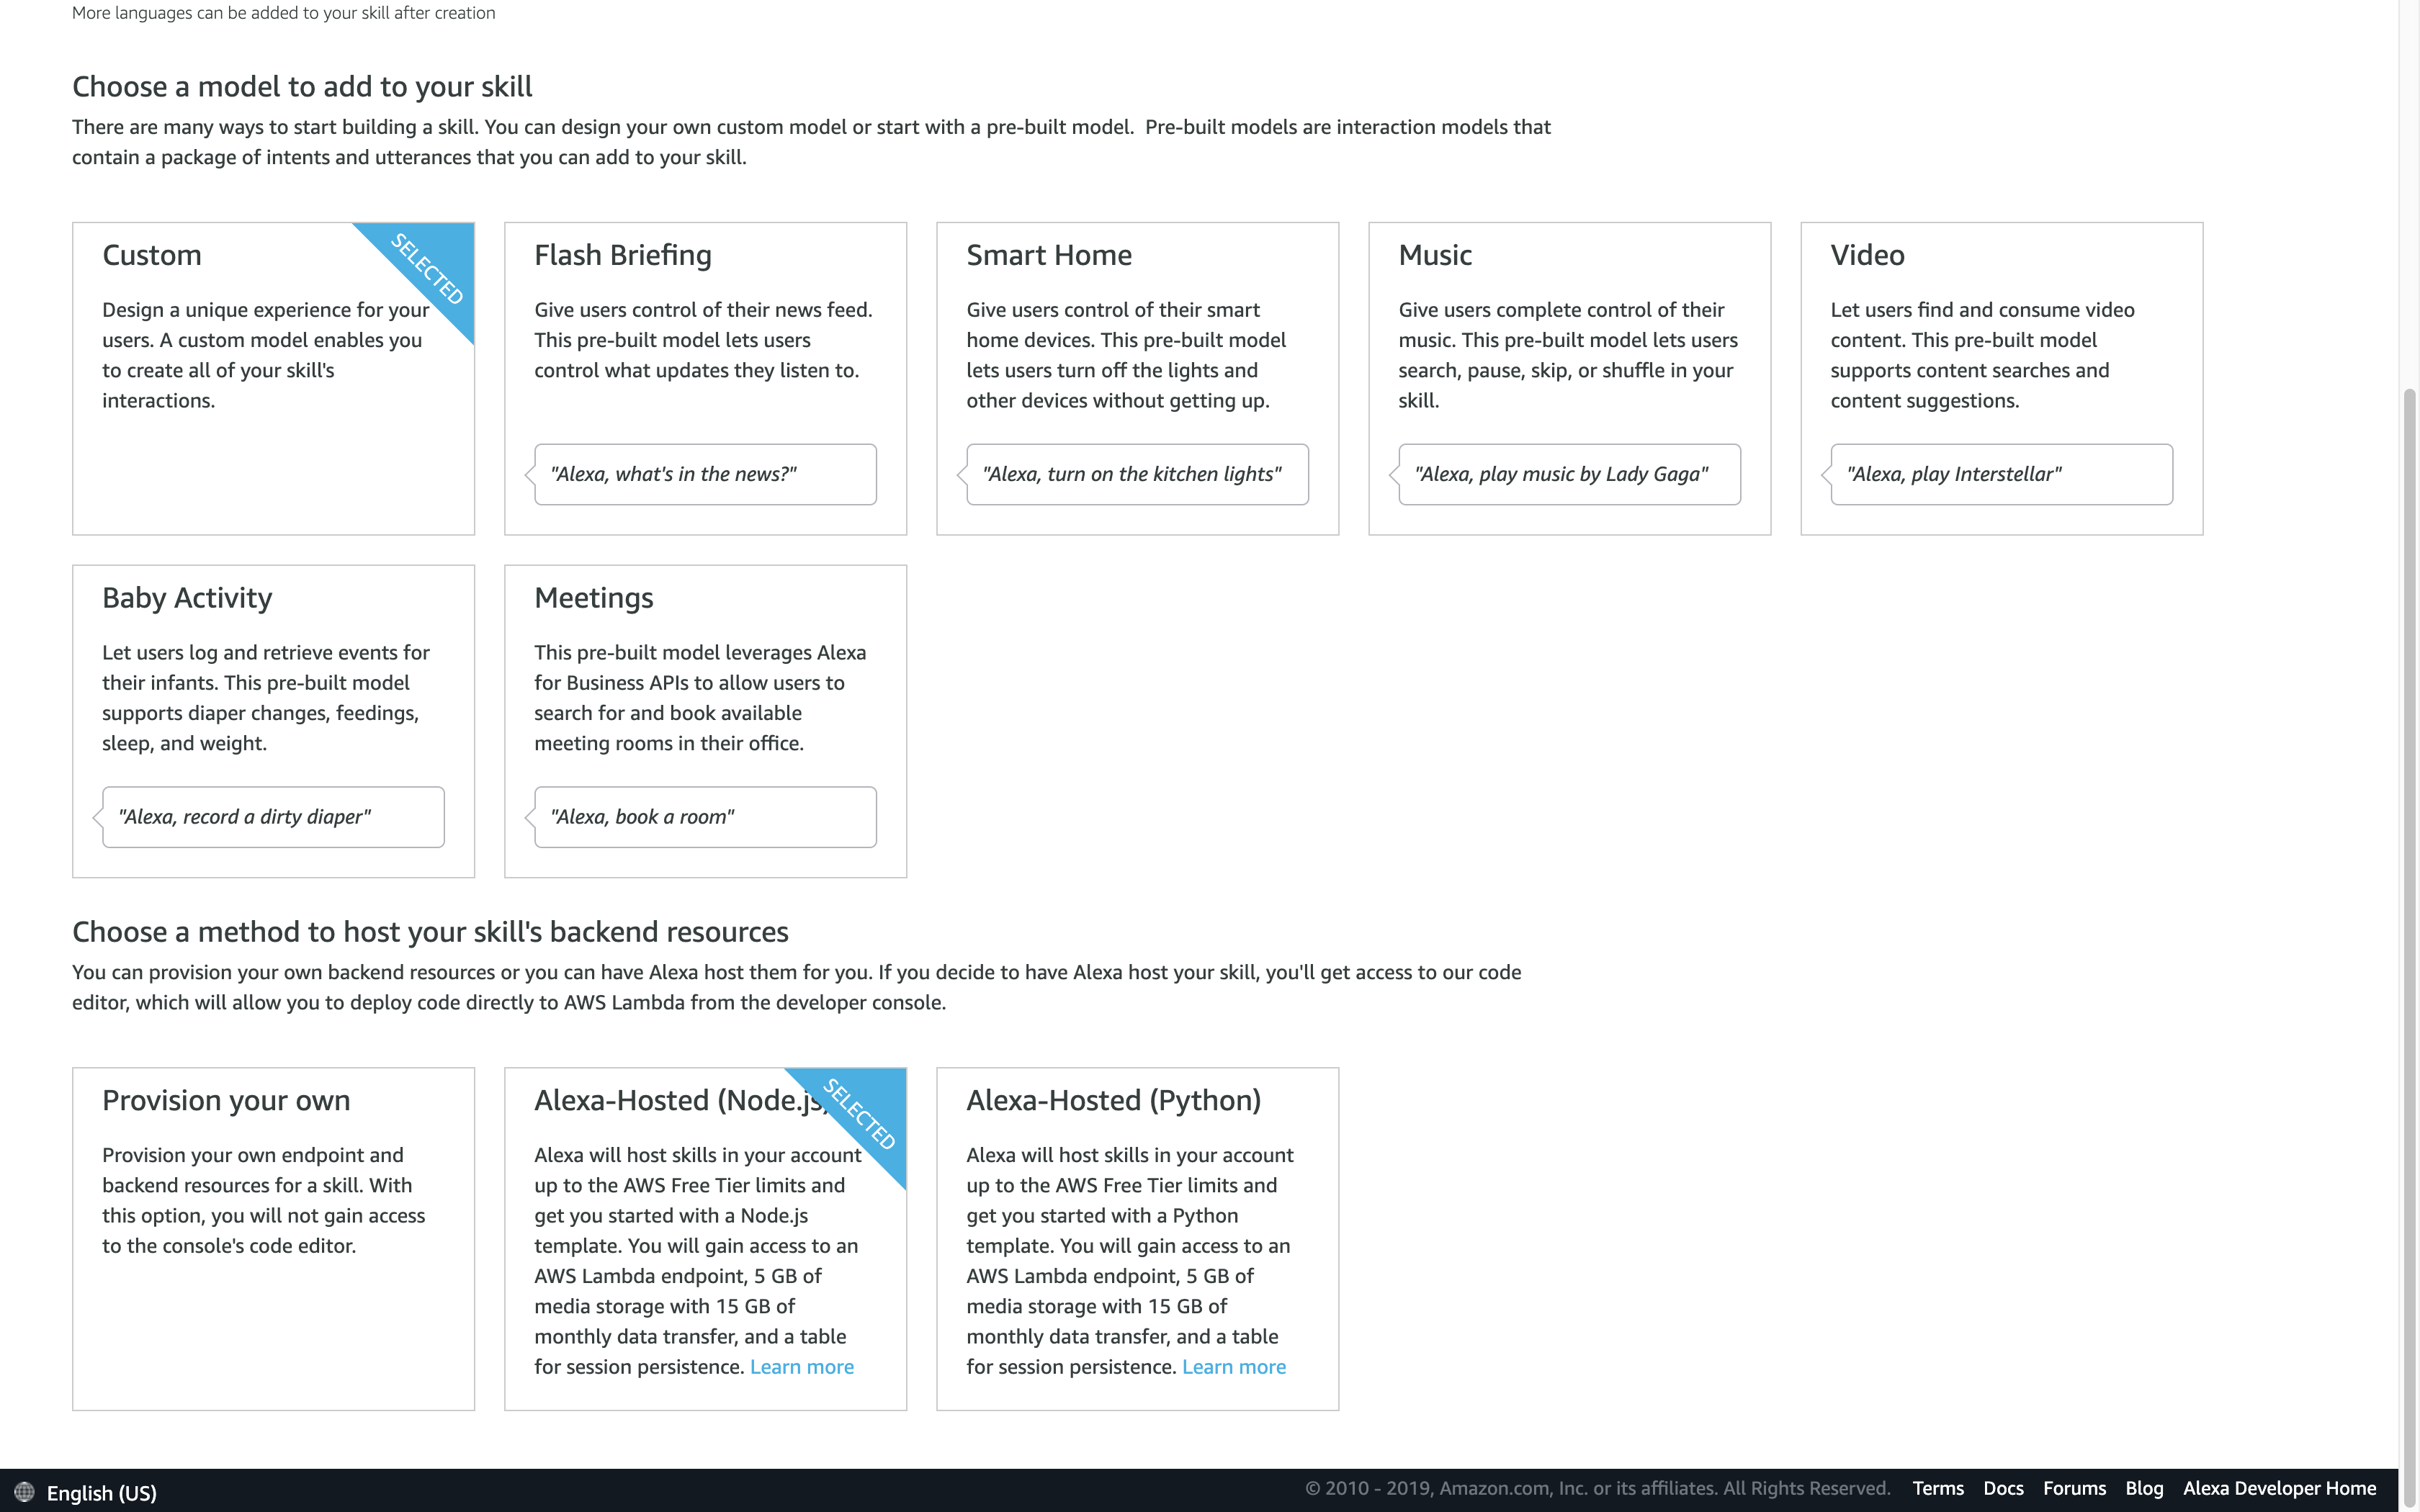 More languages can be added to your skill after creation
Choose a model to add to your skill
There are many ways to start building a skill. You can design your own custom model or start with a pre-built model.  Pre-built models are interaction models that
contain a package of intents and utterances that you can add to your skill.
Custom
SELECTED
Design a unique experience for your
users. A custom model enables you
to create all of your skill's
interactions.
Flash Briefing
Give users control of their news feed.
This pre-built model lets users
control what updates they listen to.
"Alexa, what's in the news?"
Smart Home
Give users control of their smart
home devices. This pre-built model
lets users turn off the lights and
other devices without getting up.
"Alexa, turn on the kitchen lights"
Music
Give users complete control of their
music. This pre-built model lets users
search, pause, skip, or shuffle in your
skill.
"Alexa, play music by Lady Gaga"
Video
Let users find and consume video
content. This pre-built model
supports content searches and
content suggestions.
"Alexa, play Interstellar"
Baby Activity
Let users log and retrieve events for
their infants. This pre-built model
supports diaper changes, feedings,
sleep, and weight.
"Alexa, record a dirty diaper"
Meetings
This pre-built model leverages Alexa
for Business APIs to allow users to
search for and book available
meeting rooms in their office.
"Alexa, book a room"
Choose a method to host your skill's backend resources
You can provision your own backend resources or you can have Alexa host them for you. If you decide to have Alexa host your skill, you'll get access to our code
editor, which will allow you to deploy code directly to AWS Lambda from the developer console.
Provision your own
Provision your own endpoint and
backend resources for a skill. With
this option, you will not gain access
to the console's code editor.
Alexa-Hosted (Node.js)
SELECTED
Alexa will host skills in your account
up to the AWS Free Tier limits and
get you started with a Node.js
template. You will gain access to an
AWS Lambda endpoint, 5 GB of
media storage with 15 GB of
monthly data transfer, and a table
for session persistence. Learn more
Alexa-Hosted (Python)
Alexa will host skills in your account
up to the AWS Free Tier limits and
get you started with a Python
template. You will gain access to an
AWS Lambda endpoint, 5 GB of
media storage with 15 GB of
monthly data transfer, and a table
for session persistence. Learn more
English (US)
© 2010 - 2019, Amazon.com, Inc. or its affiliates. All Rights Reserved. Terms Docs Forums Blog Alexa Developer Home